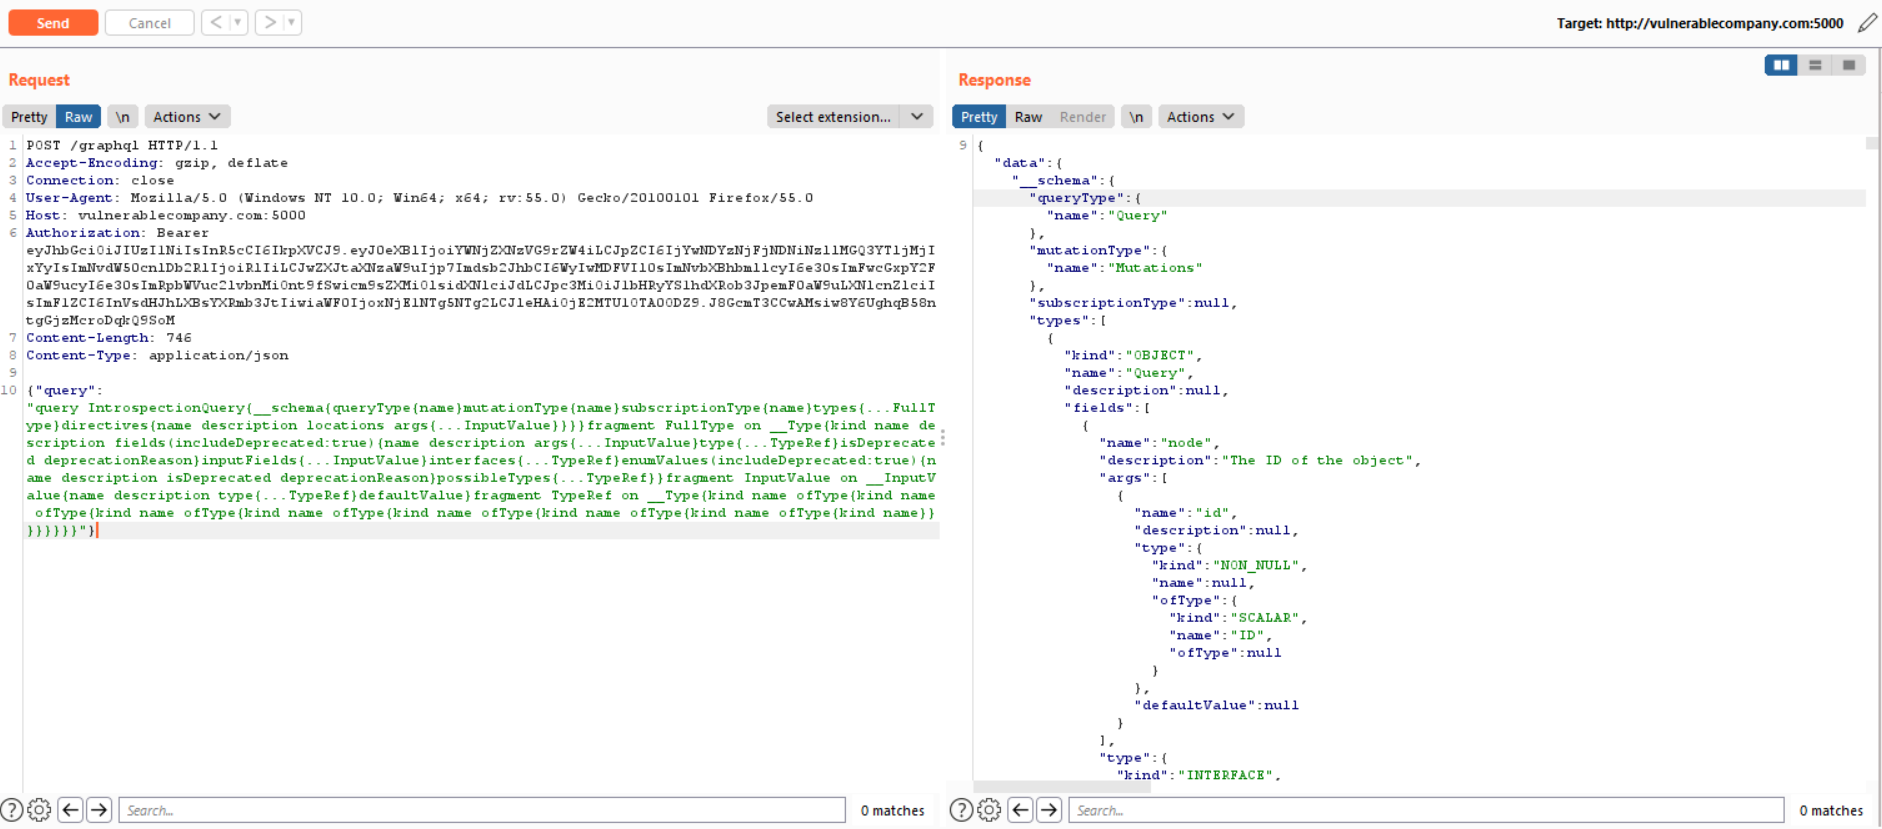 Send
Cancel
<
>
Target: http://vulnerablecompany.com:5000
Request
Pretty
Raw
\n
Actions
Select extension...
1 POST /graphql HTTP/1.1
2 Accept-Encoding: gzip, deflate
3 Connection: close
4 User-Agent: Mozilla/5.0 (Windows NT 10.0; Win64; x64; rv:55.0) Gecko/20100101 Firefox/55.0
5 Host: vulnerablecompany.com:5000
6 Authorization: Bearer
7 Content-Length: 746
8 Content-Type: application/json
9
10 {"query":
"query IntrospectionQuery{__schema{queryType{name}mutationType{name}subscriptionType{name}types{...FullT
ype}directives{name description locations args{...InputValue}}}}fragment FullType on __Type{kind name de
scription fields(includeDeprecated:true){name description args{...InputValue}type{...TypeRef}isDeprecate
d deprecationReason}inputFields{...InputValue}interfaces{...TypeRef}enumValues(includeDeprecated:true){n
ame description isDeprecated deprecationReason}possibleTypes{...TypeRef}}fragment InputValue on __InputV
alue{name description type{...TypeRef}defaultValue}fragment TypeRef on __Type{kind name ofType{kind name
ofType{kind name ofType{kind name ofType{kind name ofType{kind name ofType{kind name ofType{kind name}}
}}}}}}"}
Search...
0 matches
Response
Pretty
Raw
Render
\n
Actions
9 {
"data":{
"__schema":{
"queryType":{
"name":"Query"
},
"mutationType":{
"name":"Mutations"
},
"subscriptionType":null,
"types":[
{
"kind":"OBJECT",
"name":"Query",
"description":null,
"fields":[
{
"name":"node",
"description":"The ID of the object",
"args":[
{
"name":"id",
"description":null,
"type":{
"kind":"NON_NULL",
"name":null,
"ofType":{
"kind":"SCALAR",
"name":"ID",
"ofType":null
}
},
"defaultValue":null
}
],
"type":{
"kind":"INTERFACE",
Search...
0 matches